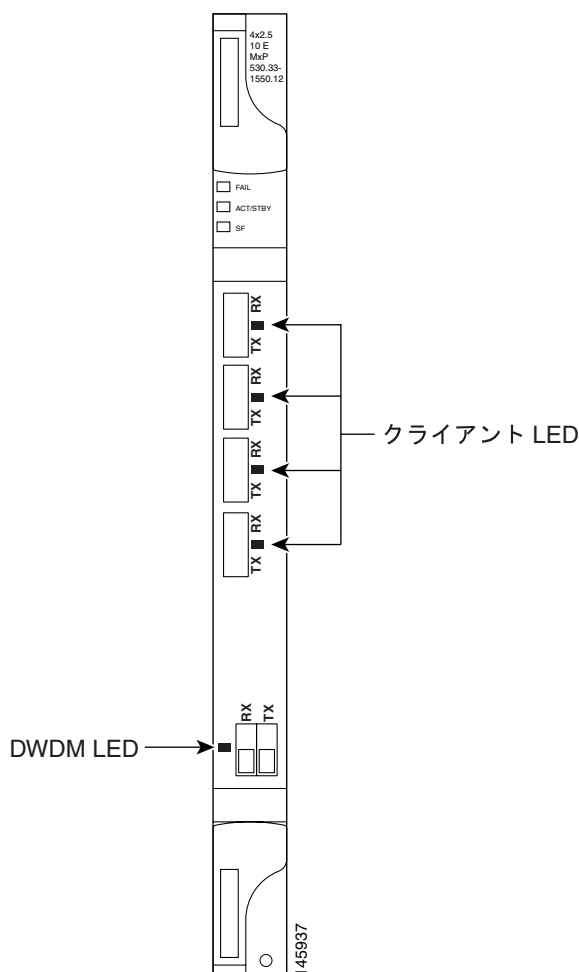 4x2.5
10 E
MxP
530.33-
1550.12
FAIL
ACT/STBY
SF
RX
TX
RX
TX
RX
TX
RX
TX
クライアント LED
RX
TX
DWDM LED
145937